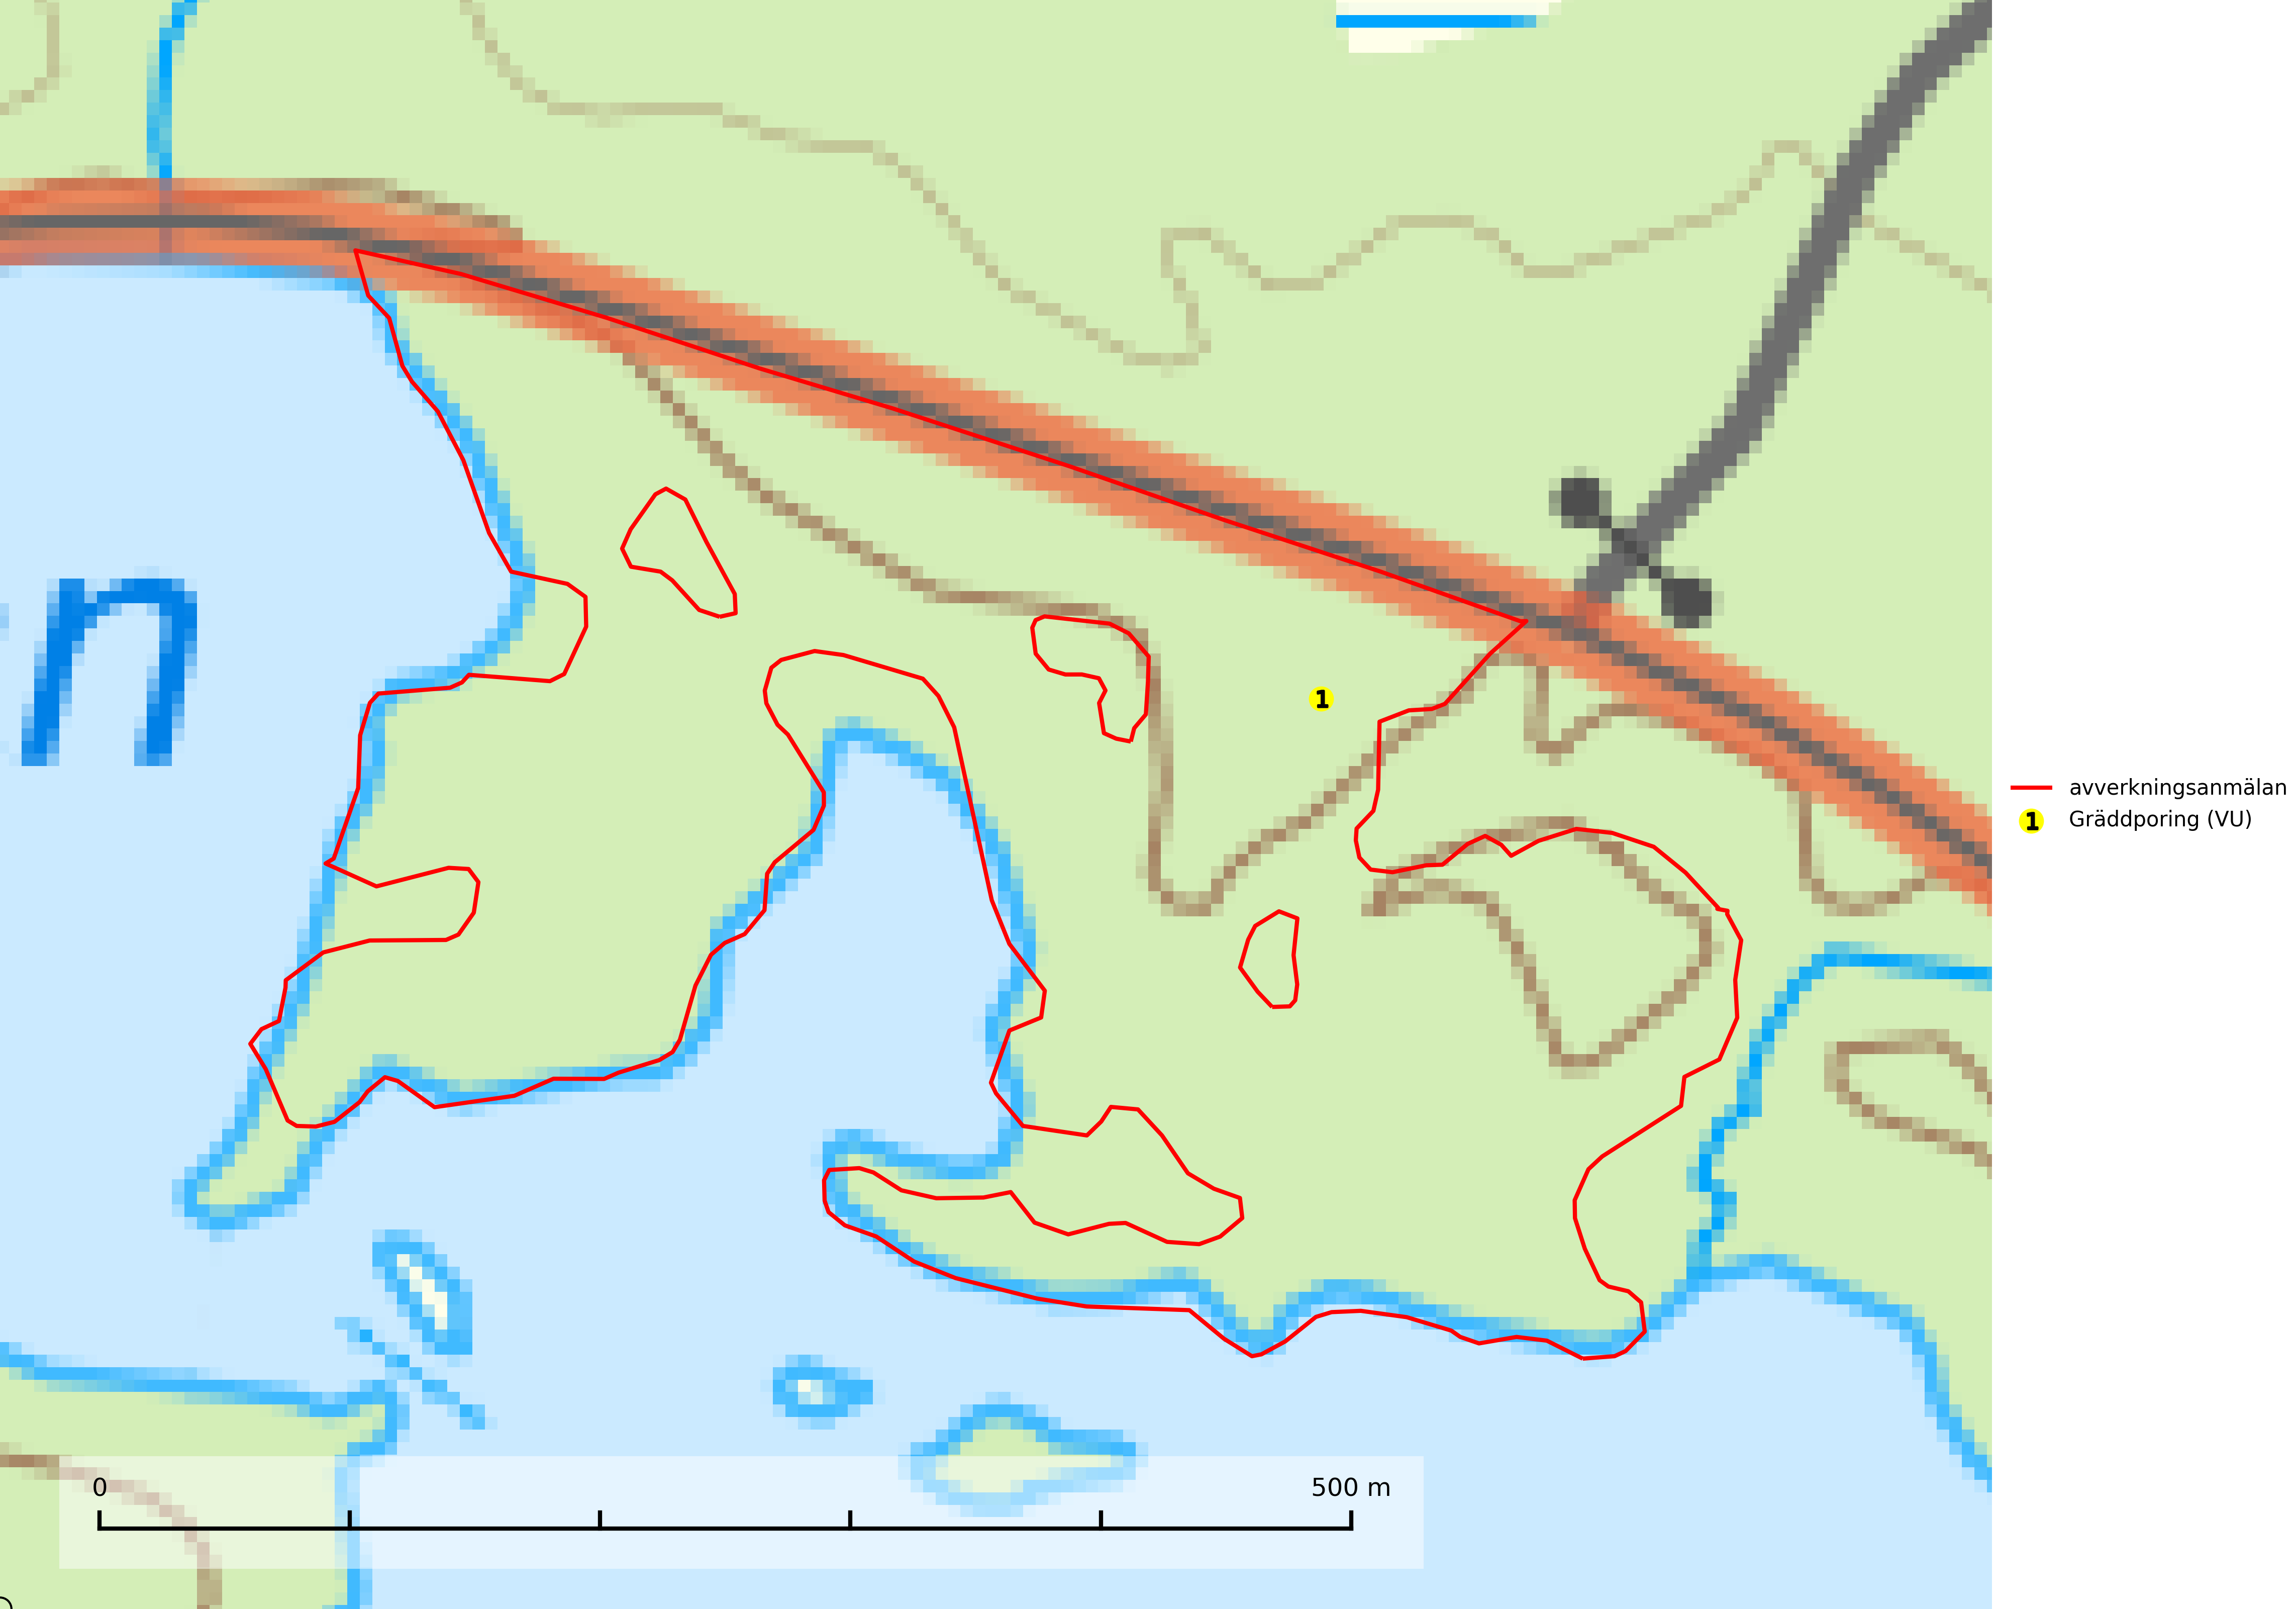 n
1
avverkningsanmälan
1 Gräddporing (VU)
0 500 m